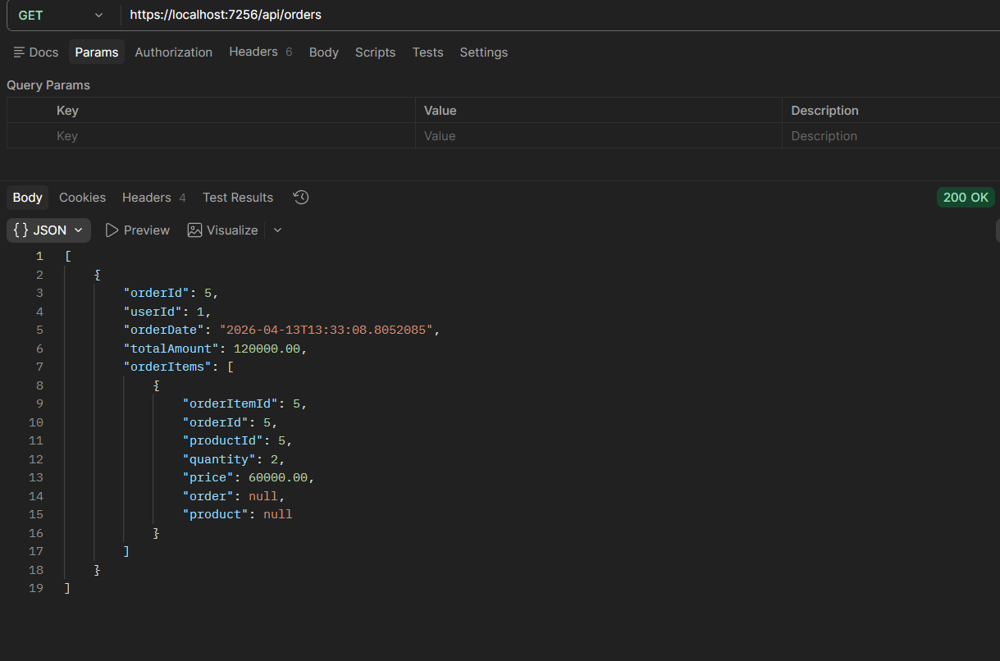 GET https://localhost:7256/api/orders
Docs Params Authorization Headers 6 Body Scripts Tests Settings
Query Params
Key Value Description
Key Value Description
Body Cookies Headers 4 Test Results 200 OK
{} JSON Preview Visualize
1 [
2 {
3 "orderId": 5,
4 "userId": 1,
5 "orderDate": "2026-04-13T13:33:08.8052085",
6 "totalAmount": 120000.00,
7 "orderItems": [
8 {
9 "orderItemId": 5,
10 "orderId": 5,
11 "productId": 5,
12 "quantity": 2,
13 "price": 60000.00,
14 "order": null,
15 "product": null
16 }
17 ]
18 }
19 ]